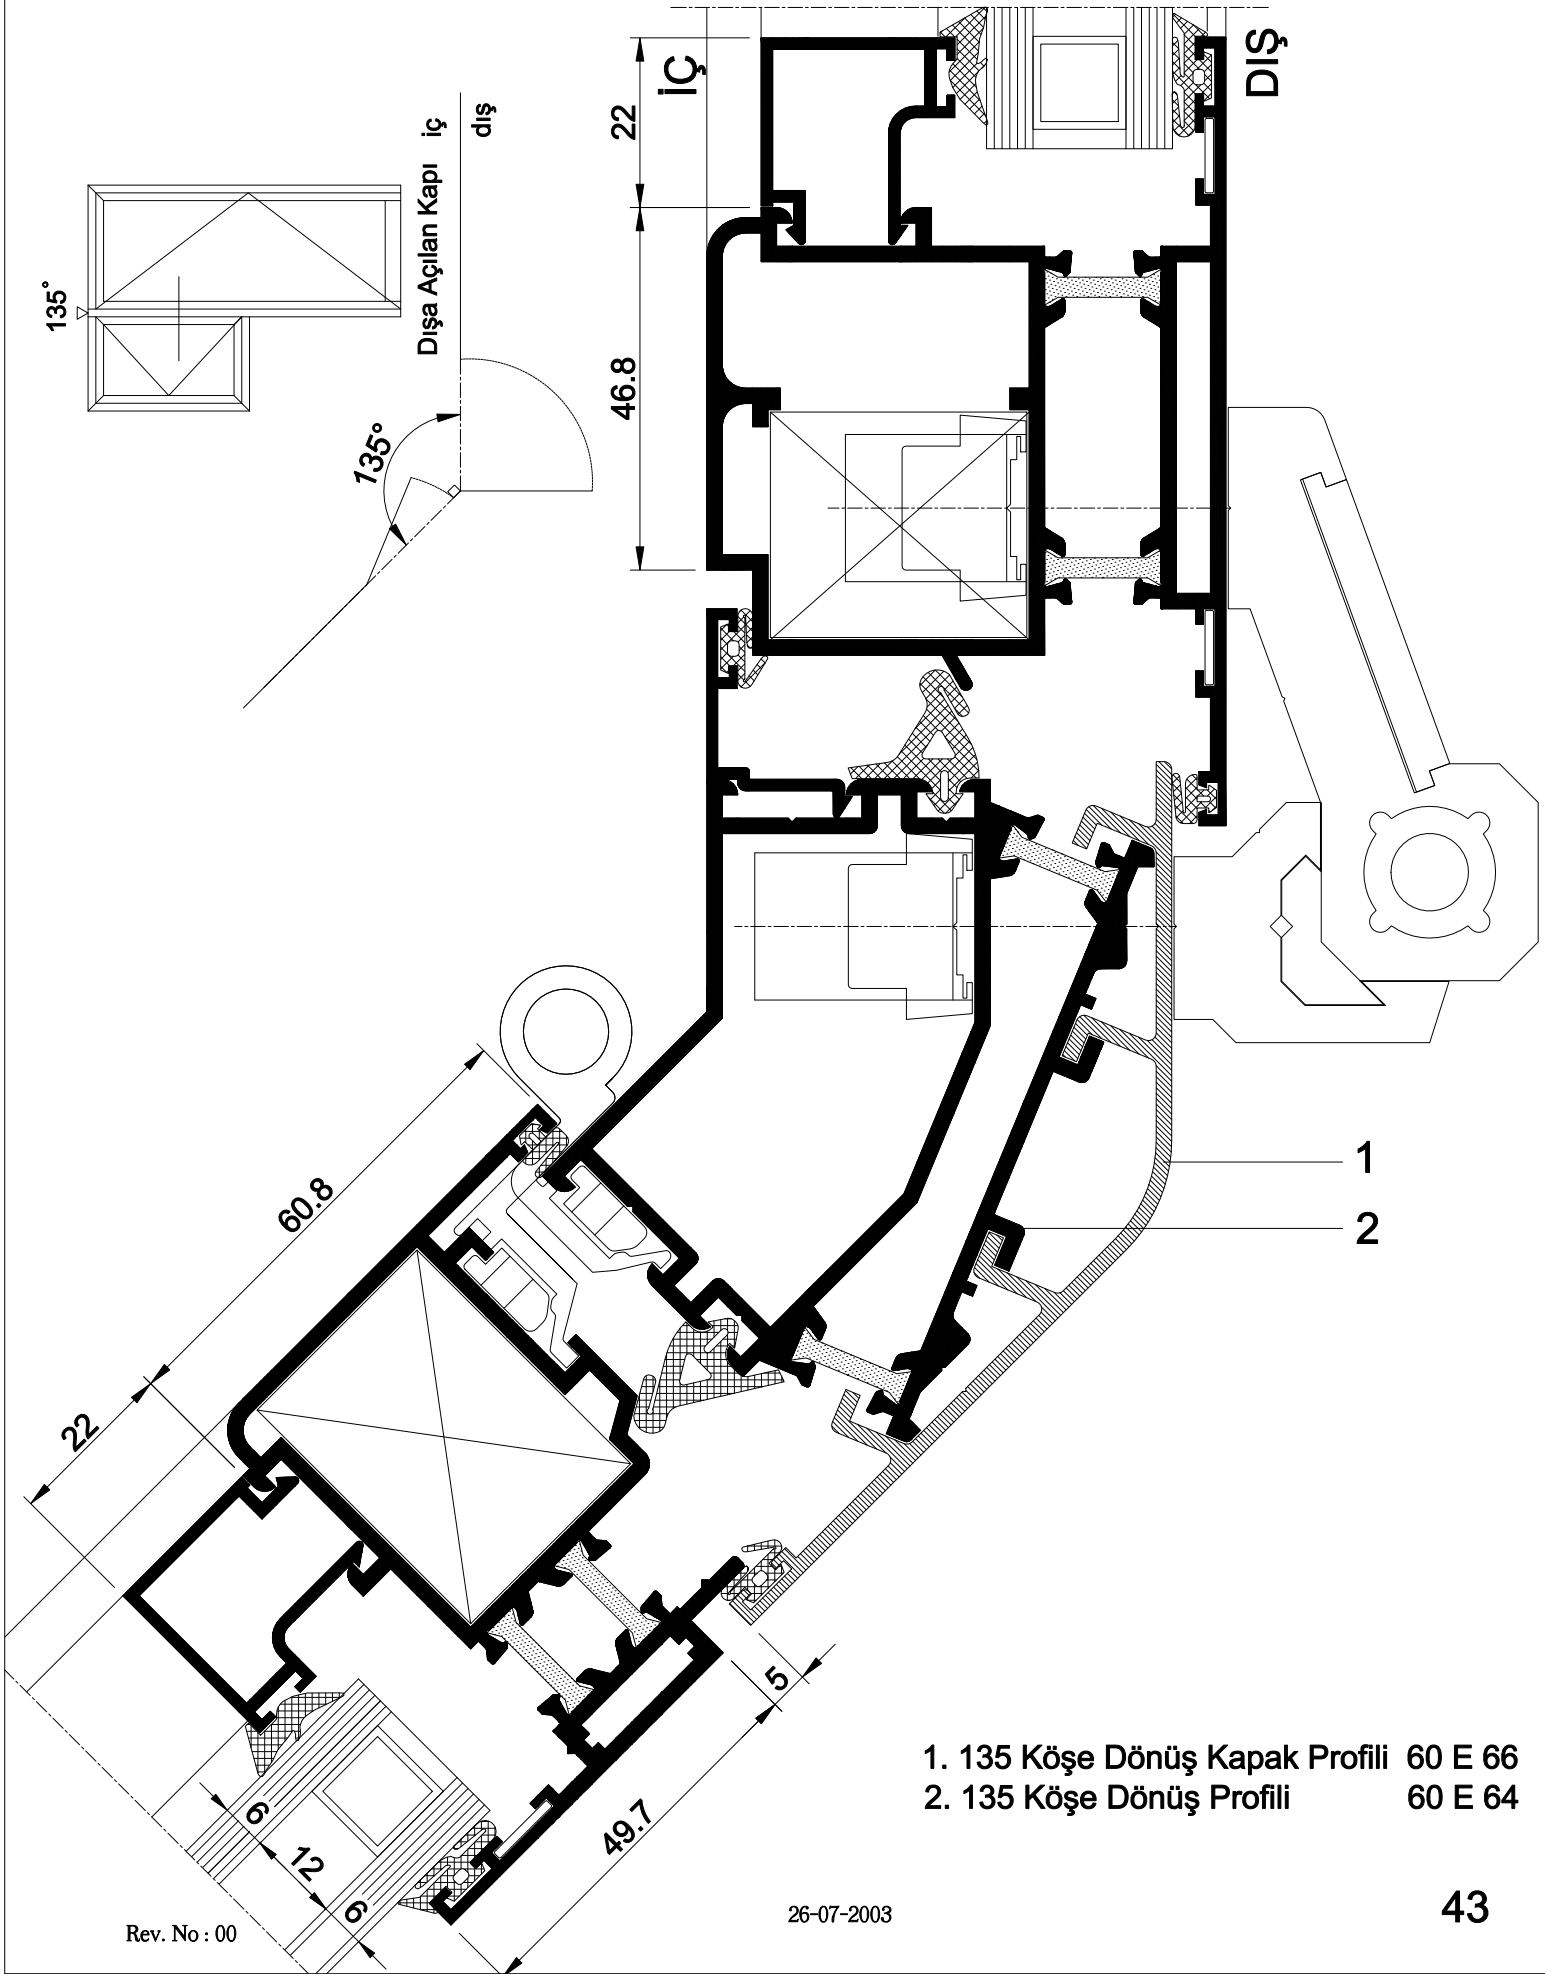 İÇ
DIŞ
22
46.8
Dışa Açılan Kapı
iç
dış
135°
135°
60.8
22
1
2
5
49.7
6
12
6
1. 135 Köşe Dönüş Kapak Profili 60 E 66
2. 135 Köşe Dönüş Profili 60 E 64
Rev. No : 00
26-07-2003
43